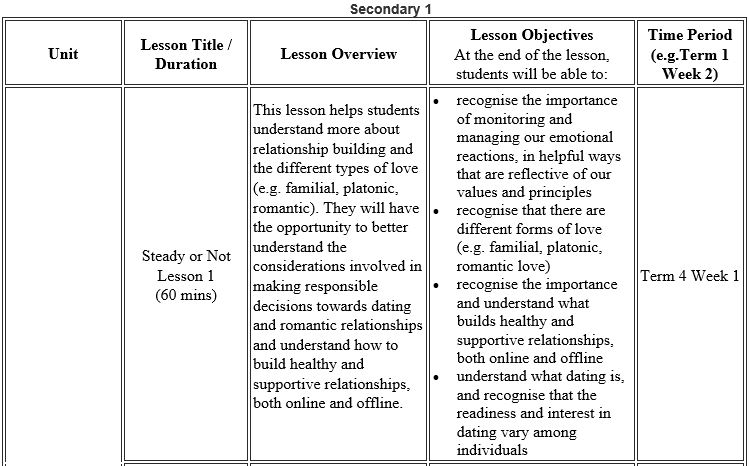 Secondary 1
Unit
Lesson Title /
Duration
Lesson Overview
Lesson Objectives
At the end of the lesson,
students will be able to:
Time Period
(e.g.Term 1
Week 2)
Steady or Not
Lesson 1
(60 mins)
This lesson helps students
understand more about
relationship building and
the different types of love
(e.g. familial, platonic,
romantic). They will have
the opportunity to better
understand the
considerations involved in
making responsible
decisions towards dating
and romantic relationships
and understand how to
build healthy and
supportive relationships,
both online and offline.
• recognise the importance
of monitoring and
managing our emotional
reactions, in helpful ways
that are reflective of our
values and principles
• recognise that there are
different forms of love
(e.g. familial, platonic,
romantic love)
• recognise the importance
and understand what
builds healthy and
supportive relationships,
both online and offline
• understand what dating is,
and recognise that the
readiness and interest in
dating vary among
individuals
Term 4 Week 1